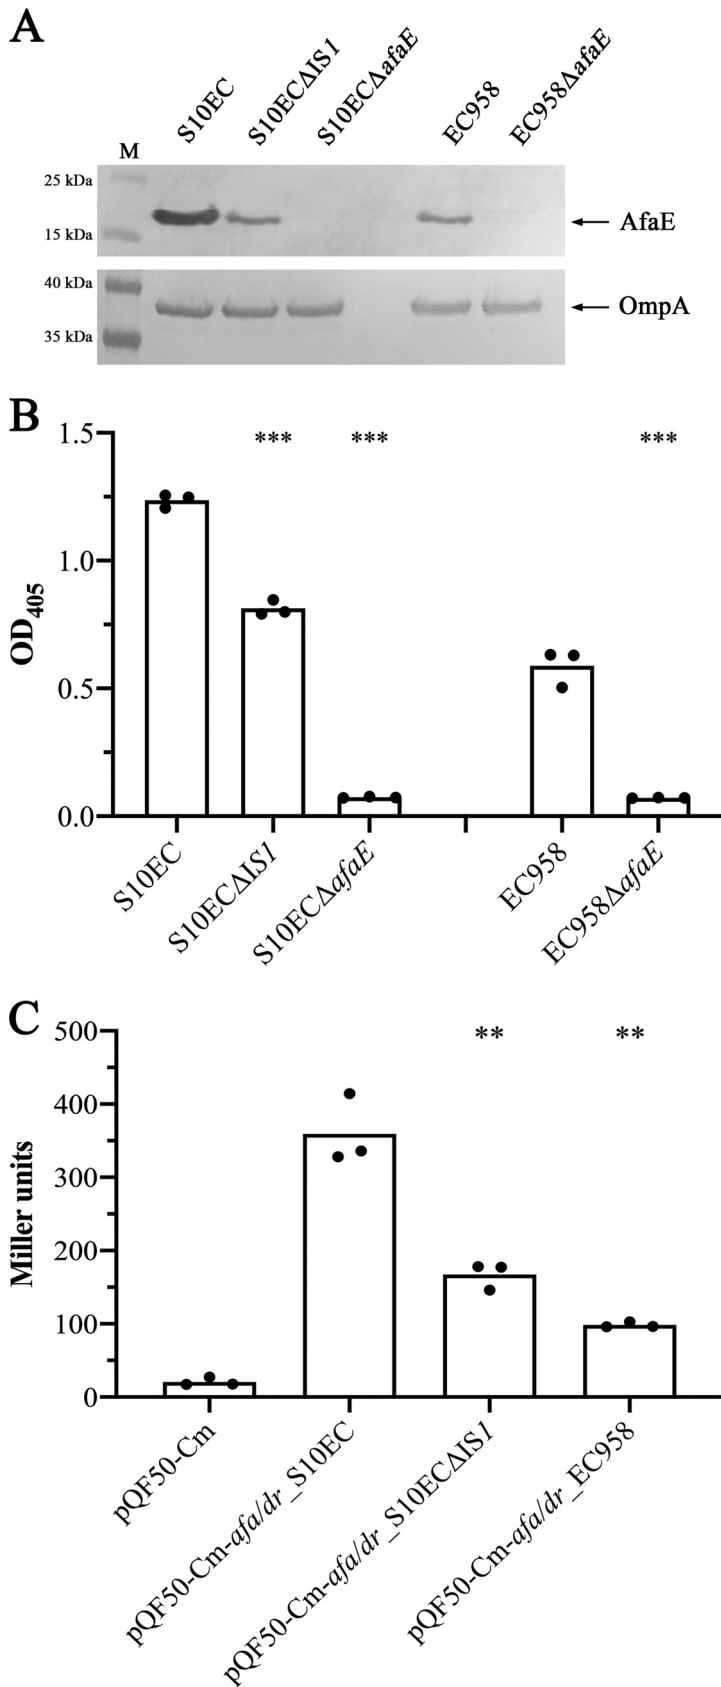 A
S10EC
S10ECΔIS1
S10ECΔafaE
EC958
EC958ΔafaE
M
25 kDa
15 kDa
AfaE
40 kDa
35 kDa
OmpA
B
***
***
***
1.5
1.0
0.5
0.0
OD405
S10EC
S10ECΔIS1
S10ECΔafaE
EC958
EC958ΔafaE
C
**
**
500
400
300
200
100
0
Miller units
pQF50-Cm
pQF50-Cm-afa/dr_S10EC
pQF50-Cm-afa/dr_S10ECΔIS1
pQF50-Cm-afa/dr_EC958